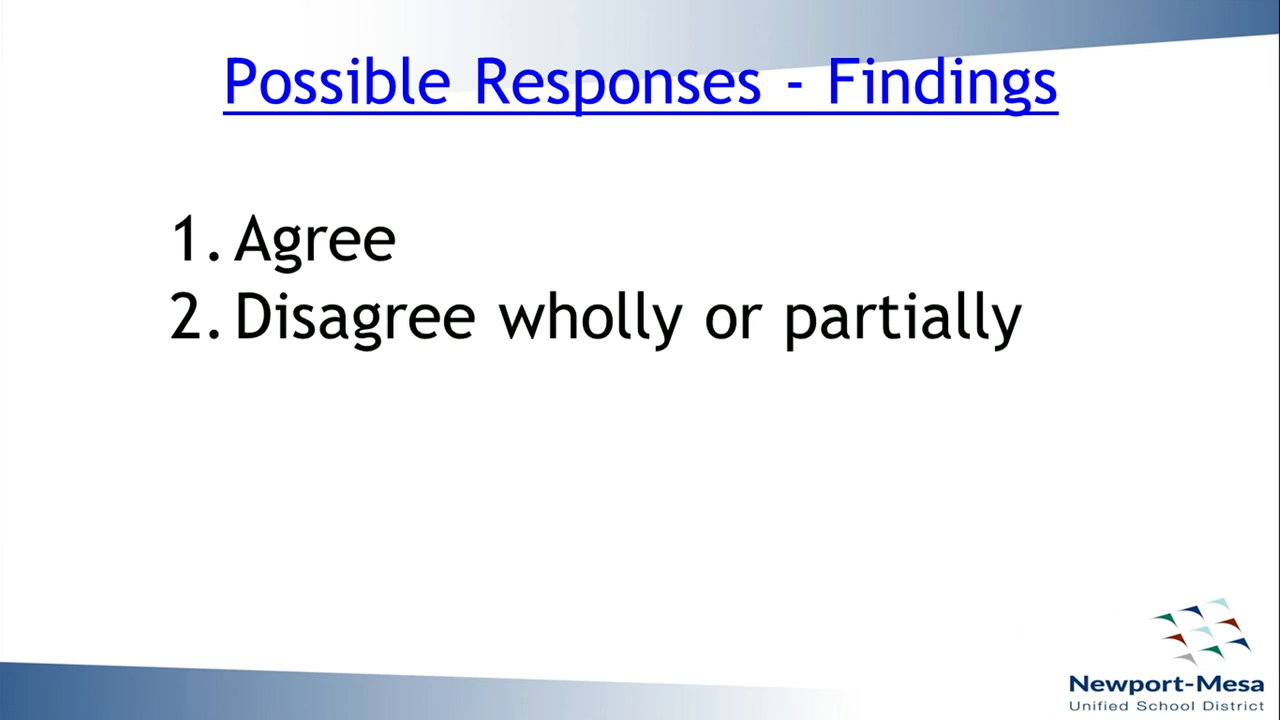 Possible Responses - Findings
1. Agree
2. Disagree wholly or partially
Newport-Mesa
Unified School District